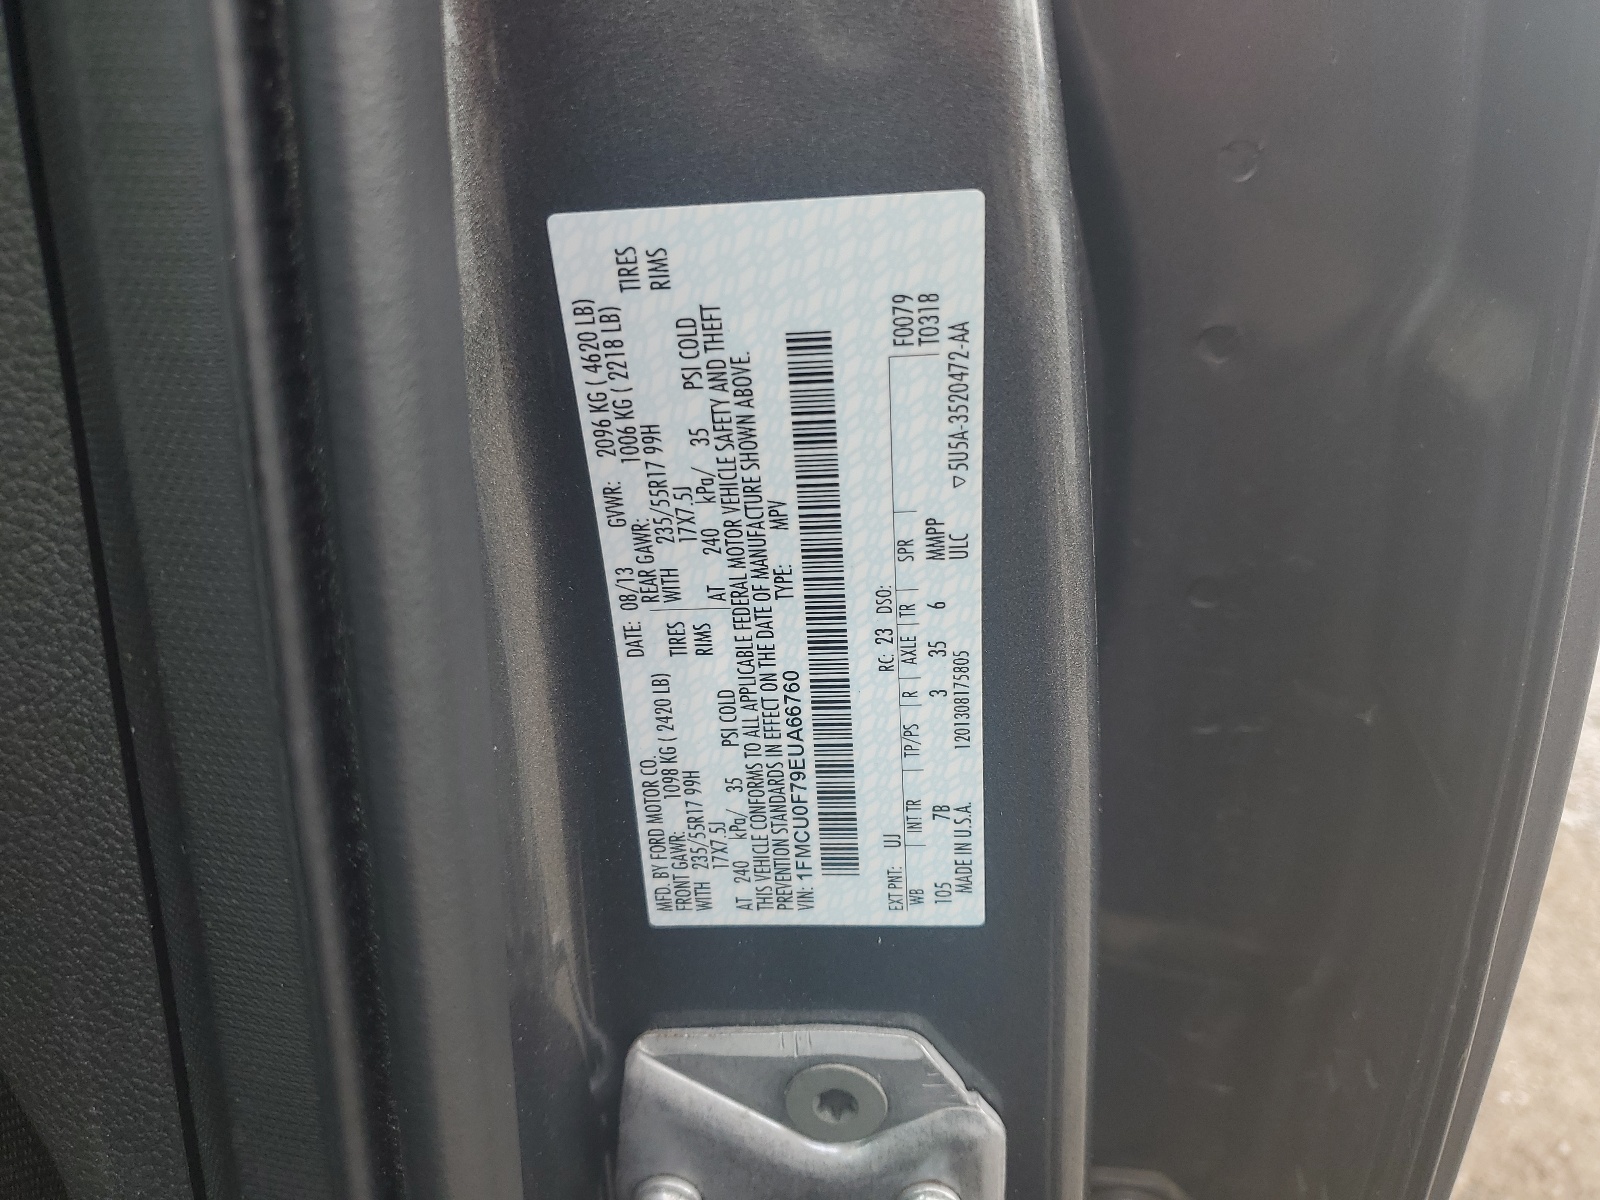 MFD. BY FORD MOTOR CO. DATE: 08/13 GVWR: 2096 KG ( 4620 LB)
FRONT GAWR: 1098 KG ( 2420 LB) REAR GAWR: 1006 KG ( 2218 LB)
WITH 235/55R17 99H TIRES WITH 235/55R17 99H TIRES
17X7.5J RIMS 17X7.5J RIMS
AT 240 kPa/ 35 PSI COLD AT 240 kPa/ 35 PSI COLD
THIS VEHICLE CONFORMS TO ALL APPLICABLE FEDERAL MOTOR VEHICLE SAFETY AND THEFT
PREVENTION STANDARDS IN EFFECT ON THE DATE OF MANUFACTURE SHOWN ABOVE.
VIN: 1FMCU0F79EUA66760 TYPE: MPV
EXT PNT: UJ RC: 23 DSO: F0079
WB INT TR TP/PS R AXLE TR SPR T0318
105 7B 3 35 6 MMPP
MADE IN U.S.A. 1201308175805 ULC ▽5U5A-3520472-AA